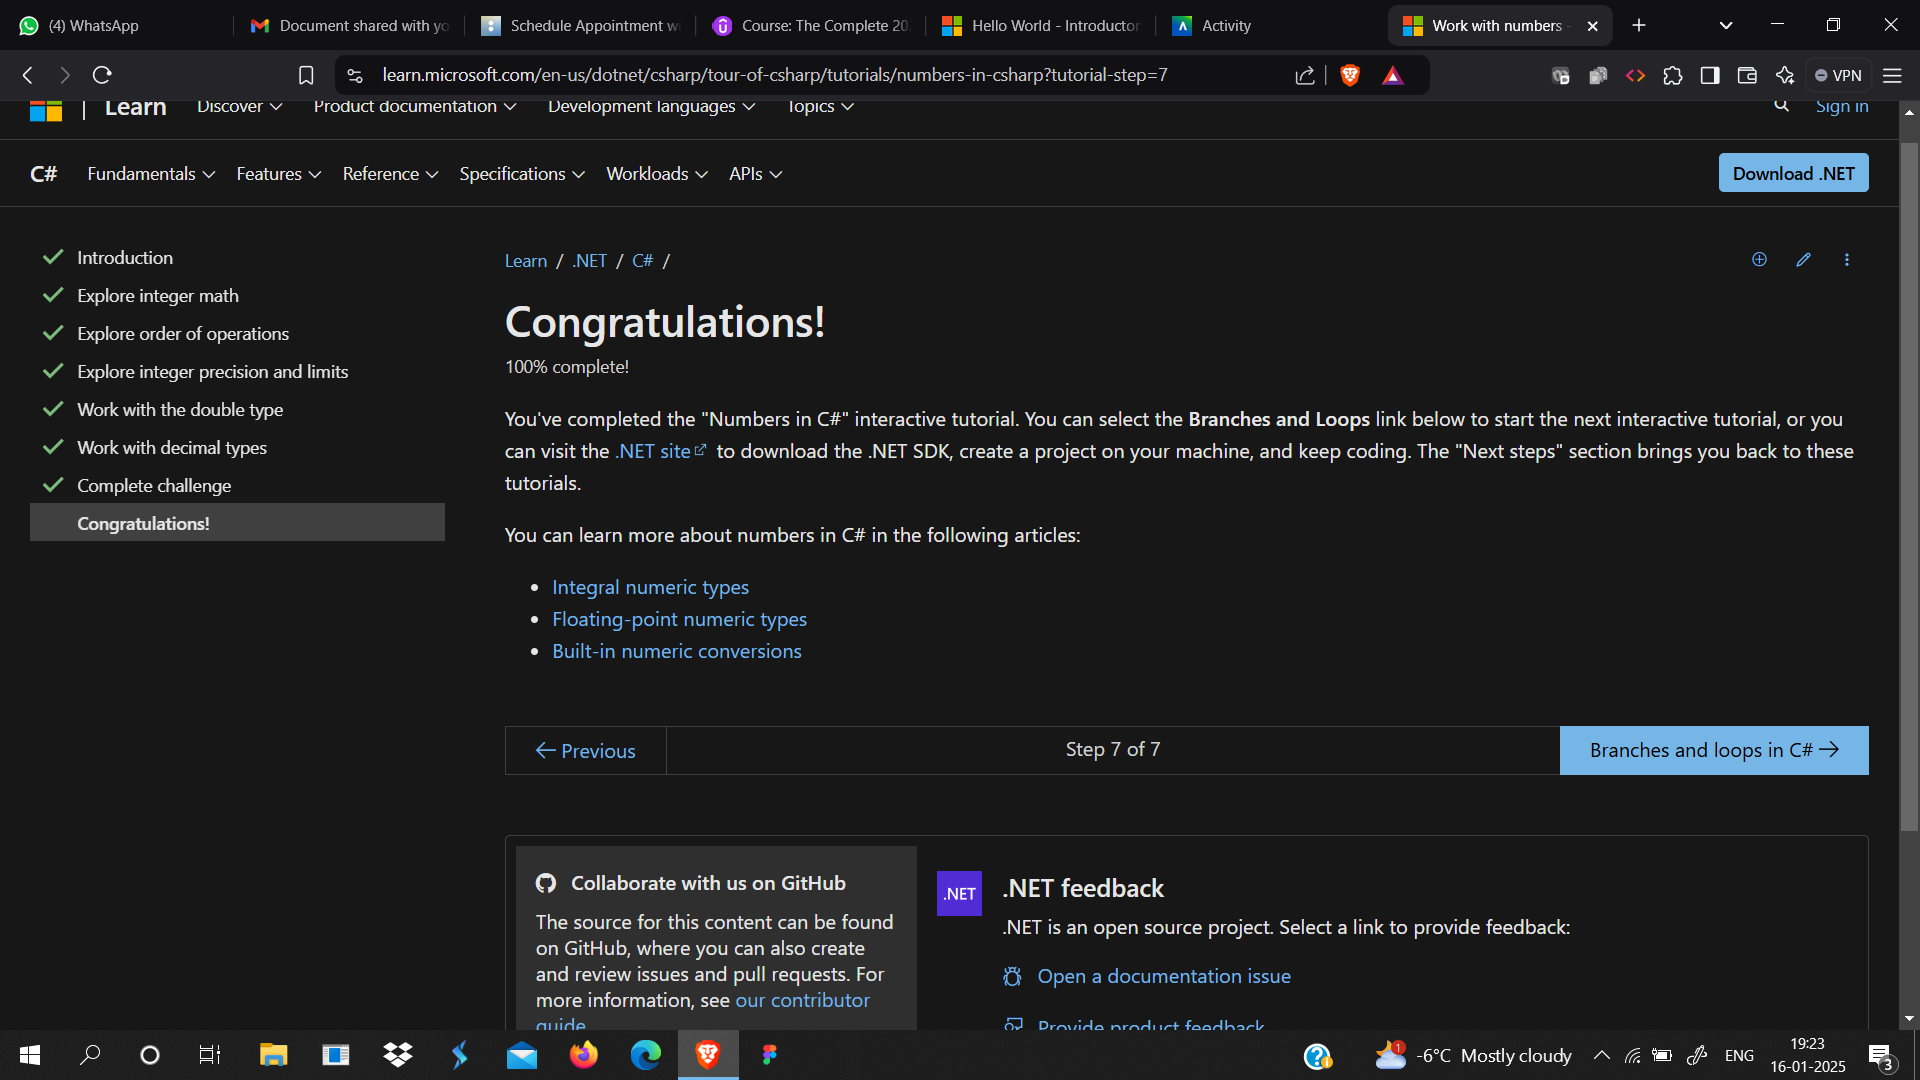 (4) WhatsApp
Document shared with yo
Schedule Appointment wi
Course: The Complete 20
Hello World - Introductor
Activity
Work with numbers -
learn.microsoft.com/en-us/dotnet/csharp/tour-of-csharp/tutorials/numbers-in-csharp?tutorial-step=7
VPN
Learn Discover Product documentation Development languages Topics Sign in
C# Fundamentals Features Reference Specifications Workloads APIs Download .NET
Introduction
Explore integer math
Explore order of operations
Explore integer precision and limits
Work with the double type
Work with decimal types
Complete challenge
Congratulations!
Learn / .NET / C# /
Congratulations!
100% complete!
You've completed the "Numbers in C#" interactive tutorial. You can select the Branches and Loops link below to start the next interactive tutorial, or you
can visit the .NET site to download the .NET SDK, create a project on your machine, and keep coding. The "Next steps" section brings you back to these
tutorials.
You can learn more about numbers in C# in the following articles:
• Integral numeric types
• Floating-point numeric types
• Built-in numeric conversions
Previous
Step 7 of 7
Branches and loops in C#
Collaborate with us on GitHub
The source for this content can be found
on GitHub, where you can also create
and review issues and pull requests. For
more information, see our contributor
guide
.NET
.NET feedback
.NET is an open source project. Select a link to provide feedback:
Open a documentation issue
Provide product feedback
1
-6°C Mostly cloudy
ENG
19:23
16-01-2025
3